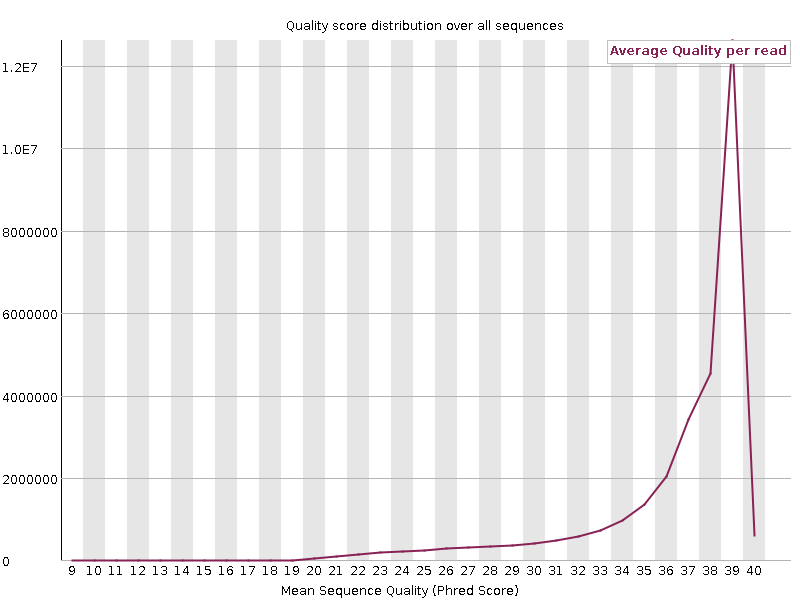 Quality score distribution over all sequences
Average Quality per read
1.2E7
1.0E7
8000000
6000000
4000000
2000000
0
9 10 11 12 13 14 15 16 17 18 19 20 21 22 23 24 25 26 27 28 29 30 31 32 33 34 35 36 37 38 39 40
Mean Sequence Quality (Phred Score)